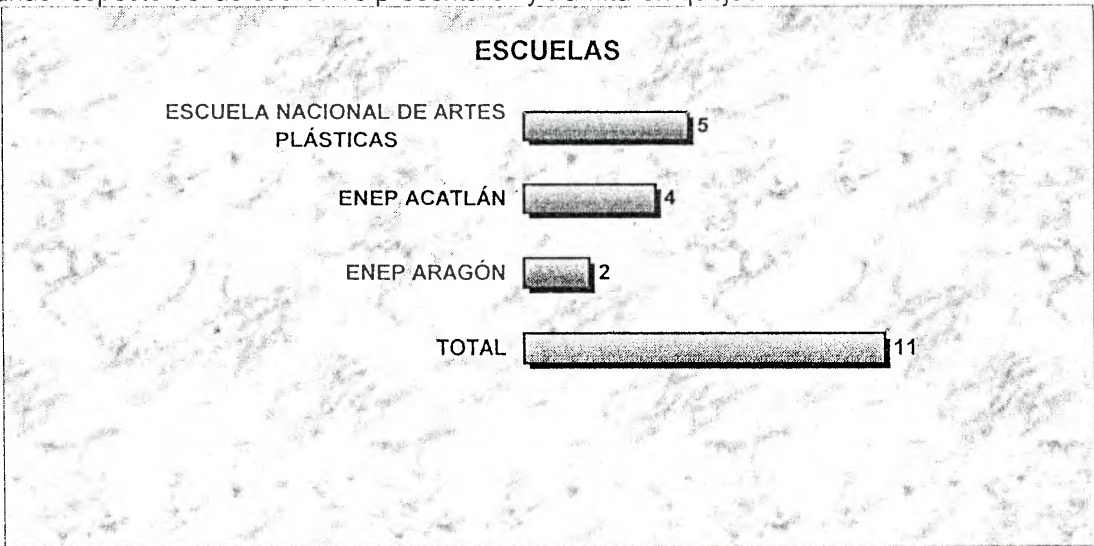 ESCUELAS
ESCUELA NACIONAL DE ARTES
PLÁSTICAS
5
ENEP ACATLÁN
4
ENEP ARAGÓN
2
TOTAL
11